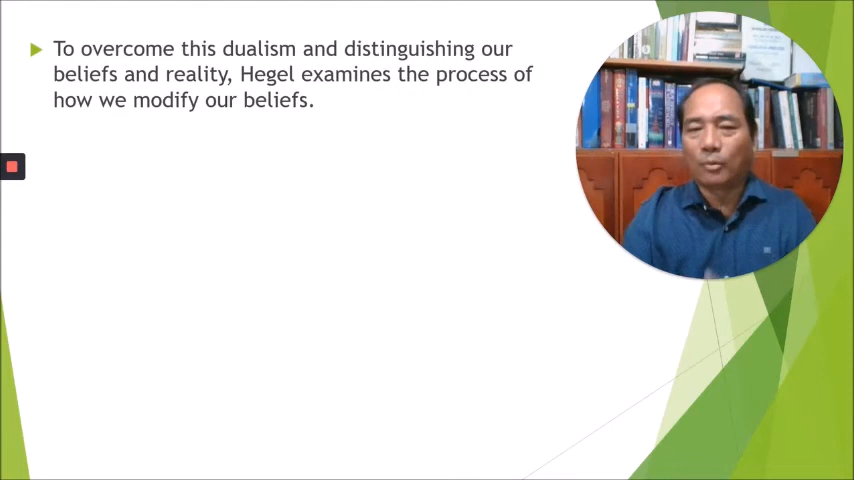 To overcome this dualism and distinguishing our
beliefs and reality, Hegel examines the process of
how we modify our beliefs.